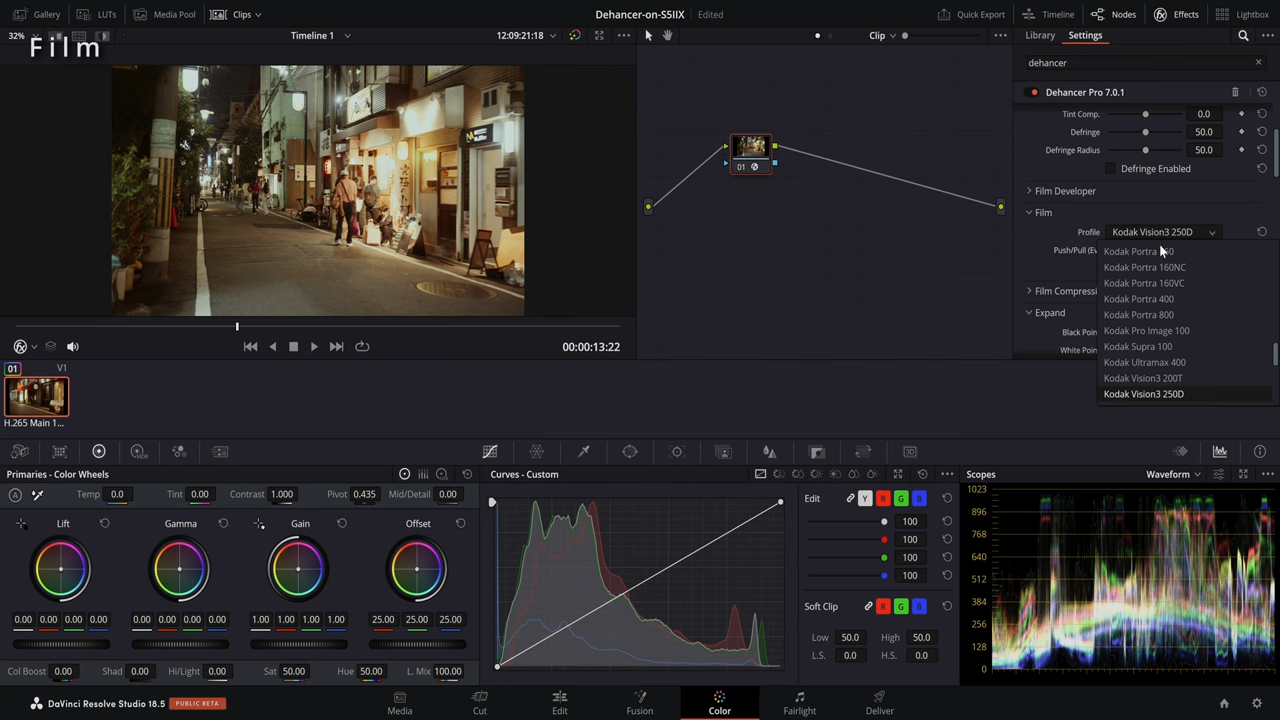 Gallery
LUTs
Media Pool
Clips
Dehancer-on-S5IIX
Edited
Quick Export
Timeline
Nodes
Effects
Lightbox
32%
Film
Timeline 1
12:09:21:18
Clip
Library
Settings
dehancer
Dehancer Pro 7.0.1
Tint Comp.
0.0
Defringe
50.0
Defringe Radius
50.0
Defringe Enabled
Film Developer
Film
Profile
Kodak Vision3 250D
Kodak Portra
Kodak Portra 160NC
Kodak Portra 160VC
Kodak Portra 400
Kodak Portra 800
Kodak Pro Image 100
Kodak Supra 100
Kodak Ultramax 400
Kodak Vision3 200T
Kodak Vision3 250D
Expand
01
00:00:13:22
01
V1
H.265 Main 1...
Primaries - Color Wheels
Temp 0.0
Tint 0.00
Contrast 1.000
Pivot 0.435
Mid/Detail 0.00
Lift
Gamma
Gain
Offset
0.00 0.00 0.00 0.00
0.00 0.00 0.00 0.00
1.00 1.00 1.00 1.00
25.00 25.00 25.00
Col Boost 0.00
Shad 0.00
Hi/Light 0.00
Sat 50.00
Hue 50.00
L. Mix 100.00
Curves - Custom
Edit
Y R G B
100
100
100
100
Soft Clip
R G B
Low 50.0
High 50.0
L.S. 0.0
H.S. 0.0
Scopes
Waveform
1023
896
768
640
512
384
256
128
0
DaVinci Resolve Studio 18.5
PUBLIC BETA
Media
Cut
Edit
Fusion
Color
Fairlight
Deliver